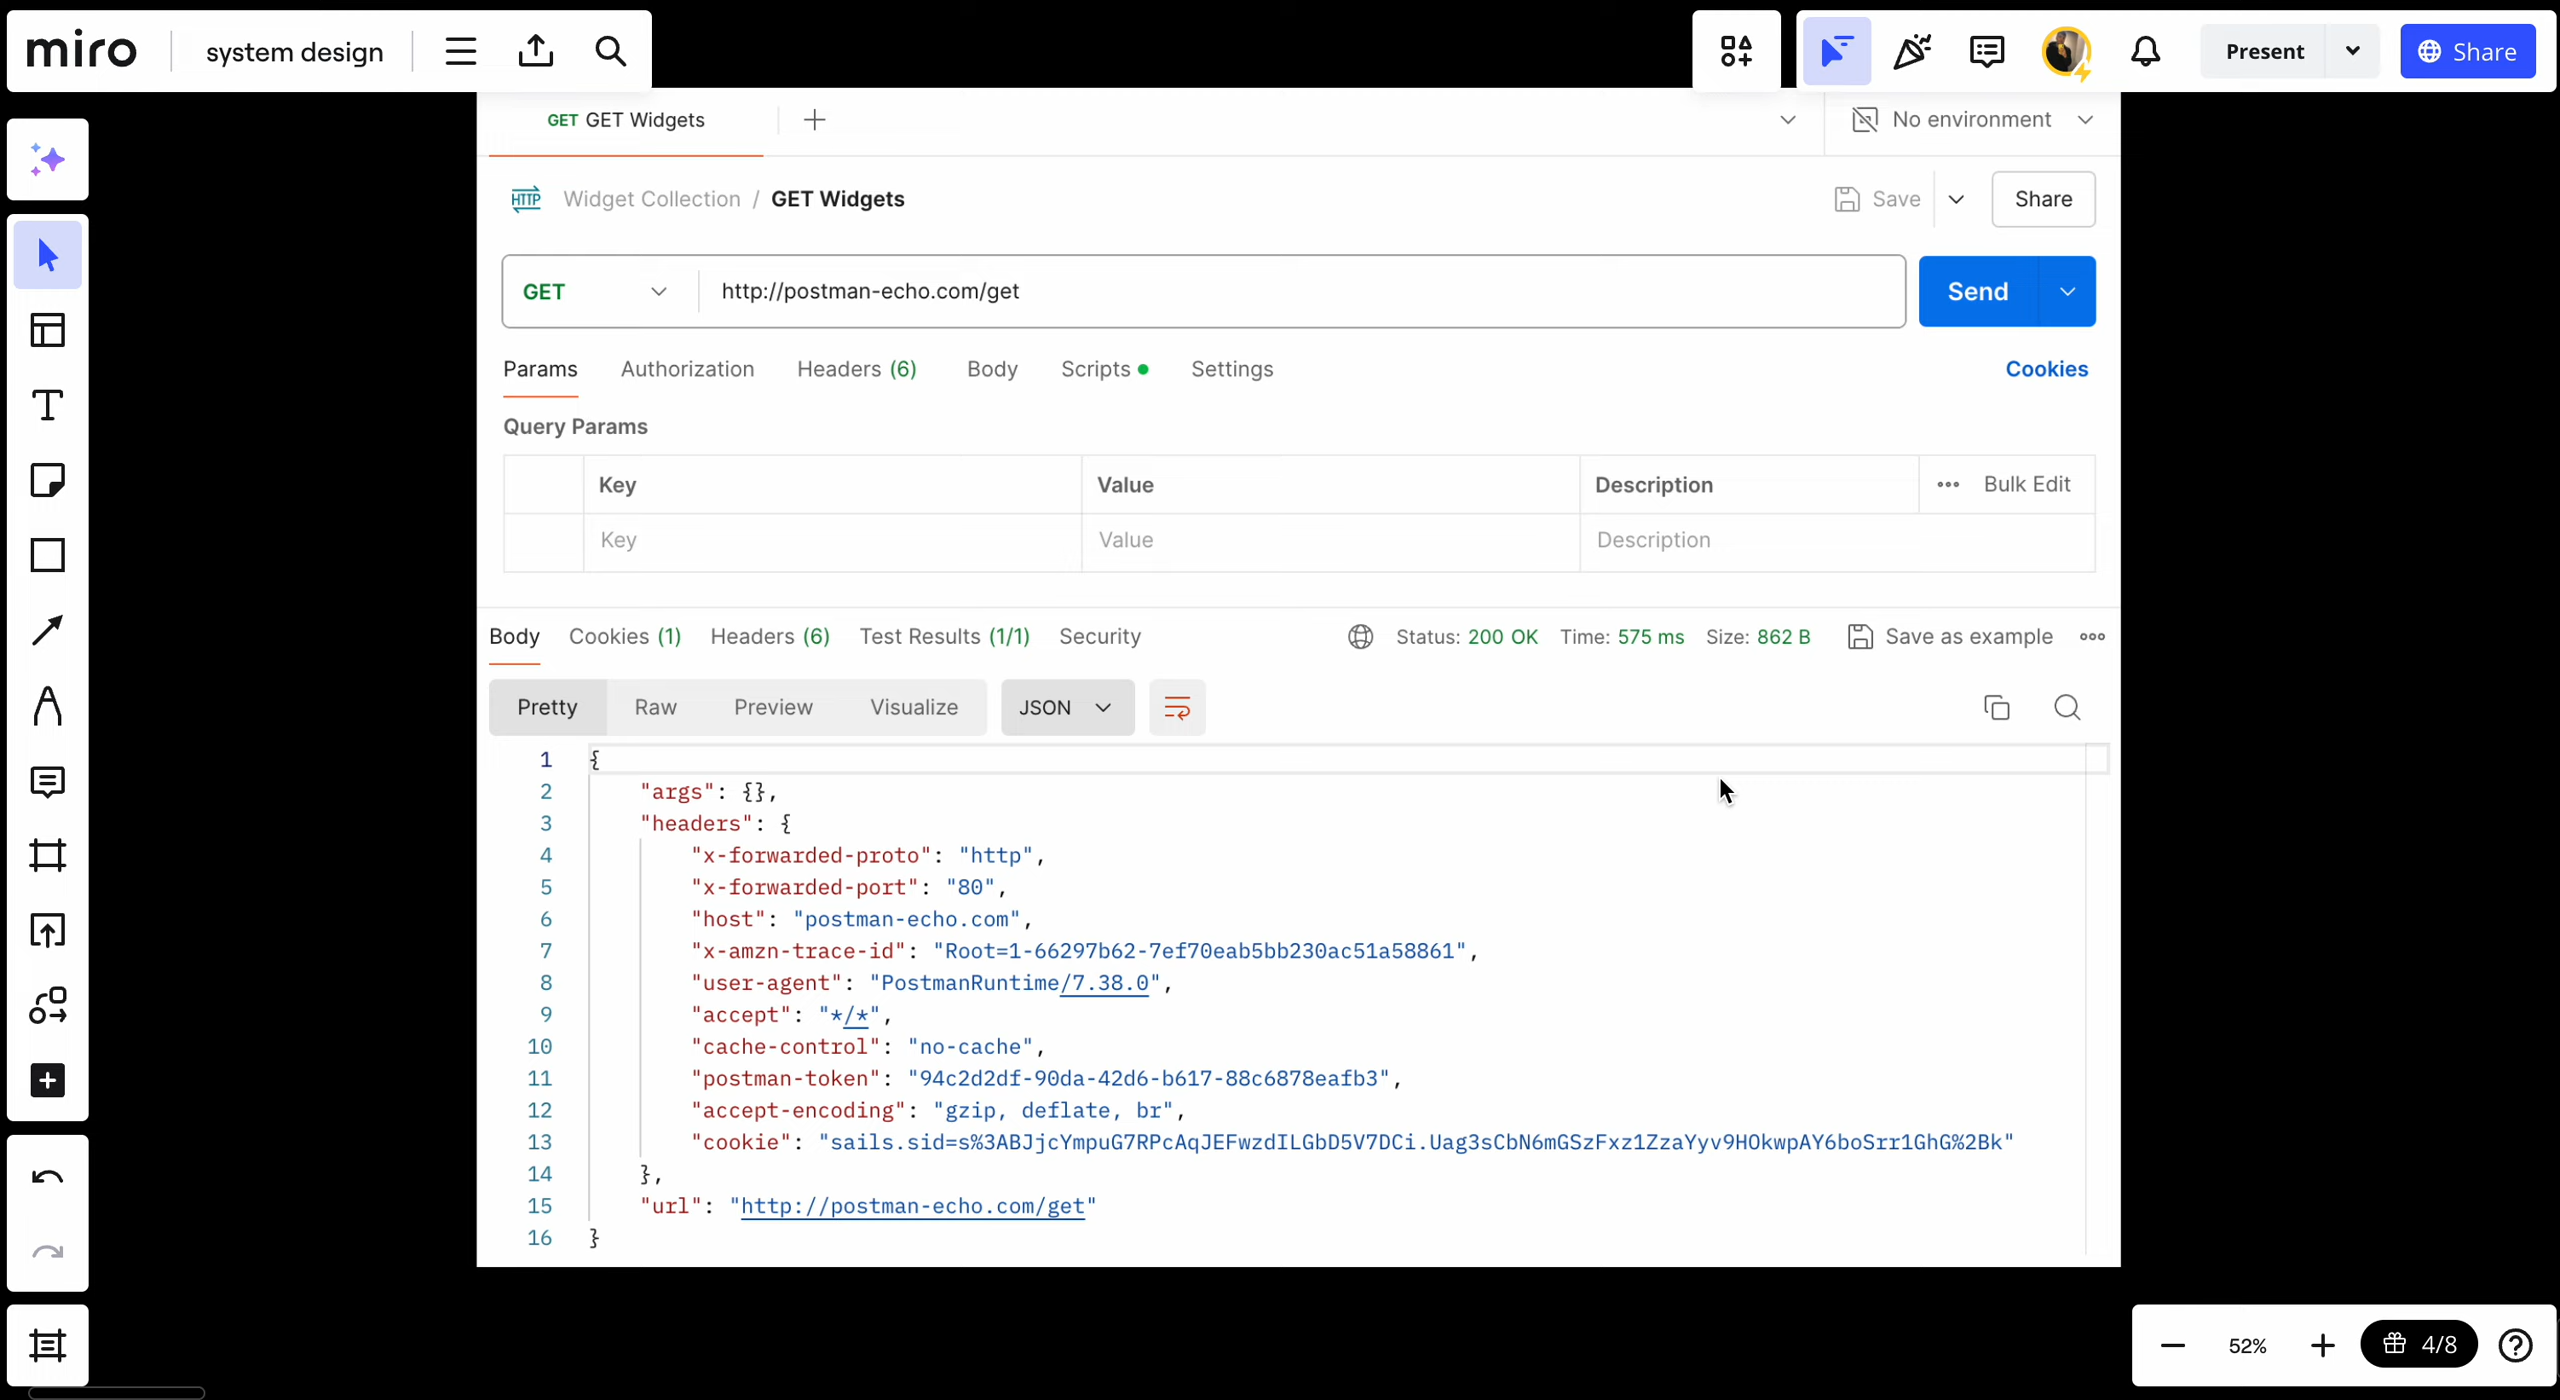 miro system design Present Share
GET GET Widgets No environment
HTTP Widget Collection / GET Widgets Save Share
GET http://postman-echo.com/get Send
Params Authorization Headers (6) Body Scripts Settings Cookies
Query Params
Key Value Description Bulk Edit
Key Value Description
Body Cookies (1) Headers (6) Test Results (1/1) Security Status: 200 OK Time: 575 ms Size: 862 B Save as example
Pretty Raw Preview Visualize JSON
1 {
2 "args": {},
3 "headers": {
4 "x-forwarded-proto": "http",
5 "x-forwarded-port": "80",
6 "host": "postman-echo.com",
7 "x-amzn-trace-id": "Root=1-66297b62-7ef70eab5bb230ac51a58861",
8 "user-agent": "PostmanRuntime/7.38.0",
9 "accept": "*/*",
10 "cache-control": "no-cache",
11 "postman-token": "94c2d2df-90da-42d6-b617-88c6878eafb3",
12 "accept-encoding": "gzip, deflate, br",
13 "cookie": "sails.sid=s%3ABJjcYmpuG7RPcAqJEFwzdILGbD5V7DCi.Uag3sCbN6mGSzFxz1ZzaYyv9HOkwpAY6boSrr1GhG%2Bk"
14 },
15 "url": "http://postman-echo.com/get"
16 }
52% 4/8